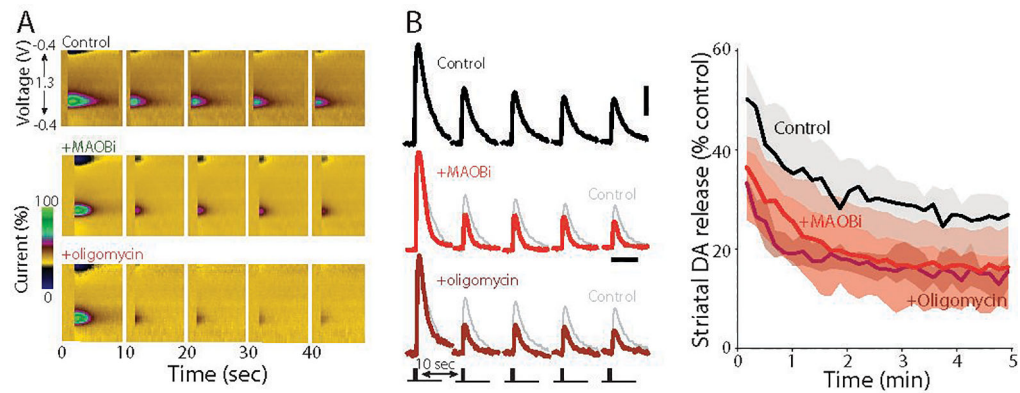 A
Control
Voltage (V)
-0.4
1.3
-0.4
+MAOBi
Current (%)
100
0
+oligomycin
0 10 20 30 40
Time (sec)
B
Control
+MAOBi
Control
+oligomycin
Control
10 sec
Striatal DA release (% control)
60
40
20
0
Control
+MAOBi
+Oligomycin
0 1 2 3 4 5
Time (min)